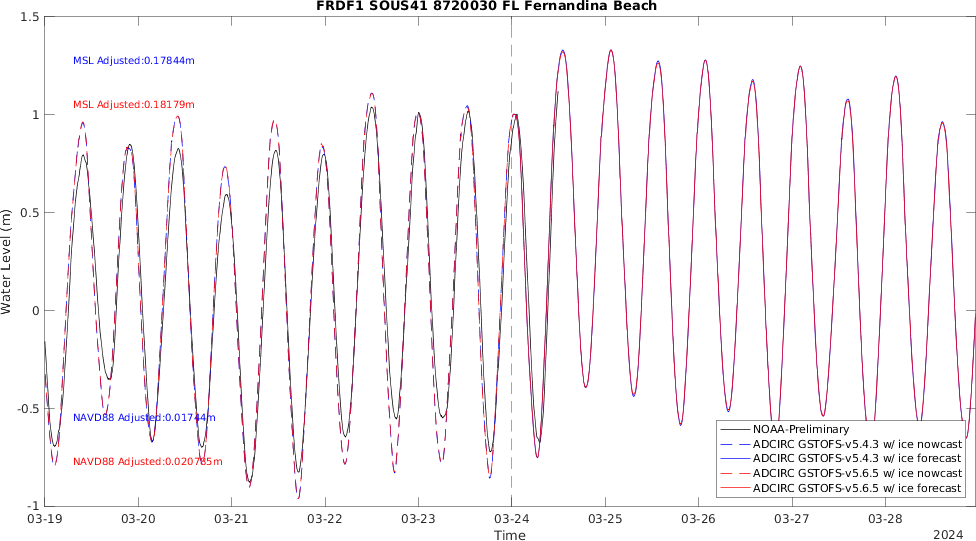 FRDF1 SOUS41 8720030 FL Fernandina Beach
1.5
MSL Adjusted:0.17844m
MSL Adjusted:0.18179m
1
0.5
Water Level (m)
0
-0.5
NAVD88 Adjusted:0.01744m
NAVD88 Adjusted:0.020785m
-1
NOAA-Preliminary
ADCIRC GSTOFS-v5.4.3 w/ ice nowcast
ADCIRC GSTOFS-v5.4.3 w/ ice forecast
ADCIRC GSTOFS-v5.6.5 w/ ice nowcast
ADCIRC GSTOFS-v5.6.5 w/ ice forecast
03-19 03-20 03-21 03-22 03-23 03-24 03-25 03-26 03-27 03-28
Time
2024